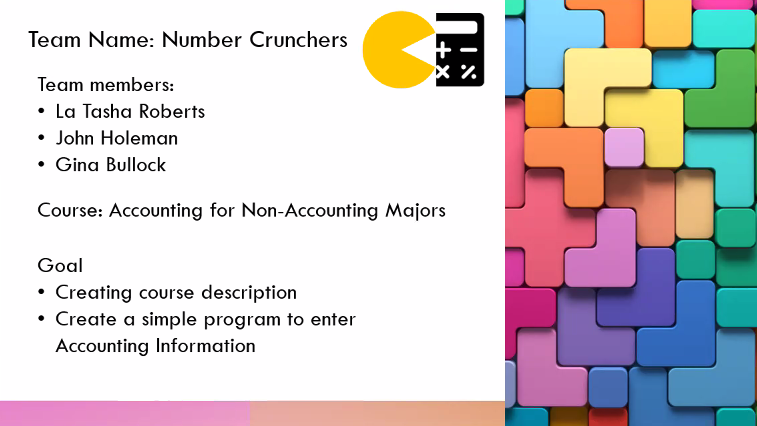 Team Name: Number Crunchers
Team members:
• La Tasha Roberts
• John Holeman
• Gina Bullock
Course: Accounting for Non-Accounting Majors
Goal
• Creating course description
• Create a simple program to enter
Accounting Information